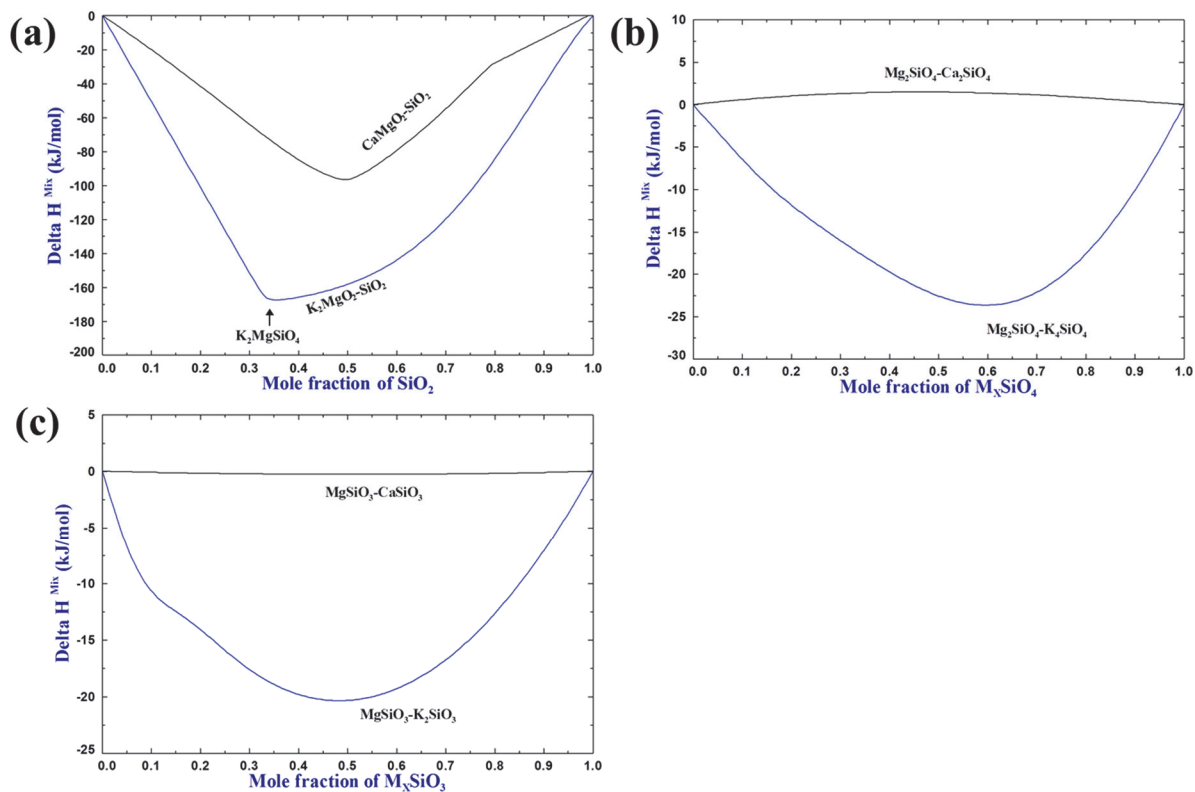 (a)
0
-20
-40
-60
-80
-100
-120
-140
-160
-180
-200
Delta H ᴹⁱˣ (kJ/mol)
CaMgO₂-SiO₂
K₂MgO₂-SiO₂
K₂MgSiO₄
0.1 0.2 0.3 0.4 0.5 0.6 0.7 0.8 0.9 1.0
Mole fraction of SiO₂
(b)
10
5
0
-5
-10
-15
-20
-25
-30
Delta H ᴹⁱˣ (kJ/mol)
Mg₂SiO₄-Ca₂SiO₄
Mg₂SiO₄-K₄SiO₄
0.1 0.2 0.3 0.4 0.5 0.6 0.7 0.8 0.9 1.0
Mole fraction of MₓSiO₄
(c)
5
0
-5
-10
-15
-20
-25
Delta H ᴹⁱˣ (kJ/mol)
MgSiO₃-CaSiO₃
MgSiO₃-K₂SiO₃
0.1 0.2 0.3 0.4 0.5 0.6 0.7 0.8 0.9 1.0
Mole fraction of MₓSiO₃